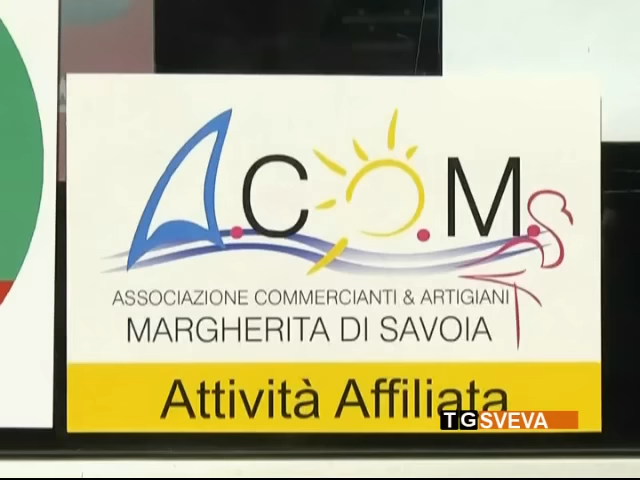 A.C.O.M.
ASSOCIAZIONE COMMERCIANTI & ARTIGIANI
MARGHERITA DI SAVOIA
Attività Affiliata
TGSVEVA